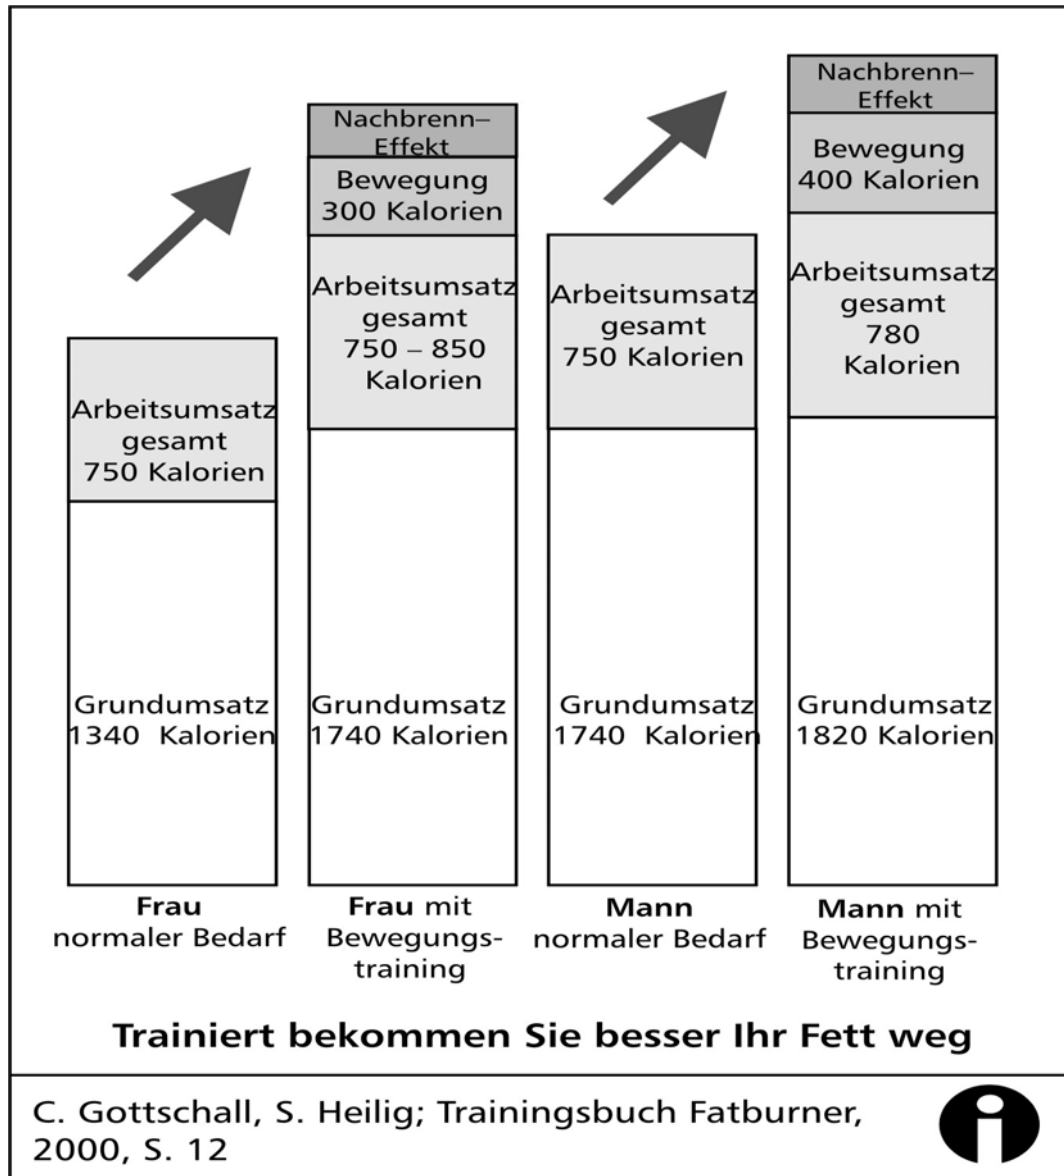 Nachbrenn–
Effekt
Bewegung
300 Kalorien
Arbeitsumsatz
gesamt
750 – 850
Kalorien
Nachbrenn–
Effekt
Bewegung
400 Kalorien
Arbeitsumsatz
gesamt
780
Kalorien
Arbeitsumsatz
gesamt
750 Kalorien
Arbeitsumsatz
gesamt
750 Kalorien
Grundumsatz
1340 Kalorien
Grundumsatz
1740 Kalorien
Grundumsatz
1740 Kalorien
Grundumsatz
1820 Kalorien
Frau
normaler Bedarf
Frau mit
Bewegungs-
training
Mann
normaler Bedarf
Mann mit
Bewegungs-
training
Trainiert bekommen Sie besser Ihr Fett weg
C. Gottschall, S. Heilig; Trainingsbuch Fatburner,
2000, S. 12
i